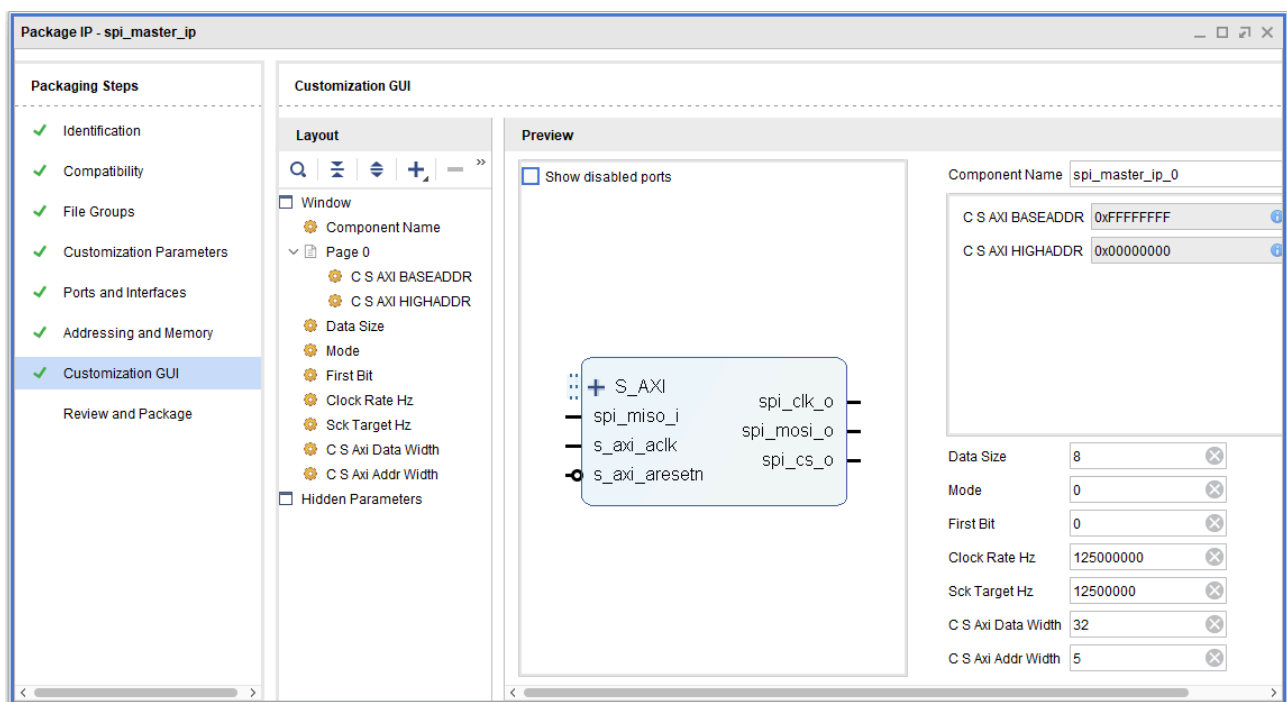 Package IP - spi_master_ip
Packaging Steps
Identification
Compatibility
File Groups
Customization Parameters
Ports and Interfaces
Addressing and Memory
Customization GUI
Review and Package
Customization GUI
Layout
»
Window
Component Name
Page 0
C S AXI BASEADDR
C S AXI HIGHADDR
Data Size
Mode
First Bit
Clock Rate Hz
Sck Target Hz
C S Axi Data Width
C S Axi Addr Width
Hidden Parameters
Preview
Show disabled ports
S_AXI
spi_miso_i
s_axi_aclk
s_axi_aresetn
spi_clk_o
spi_mosi_o
spi_cs_o
Component Name spi_master_ip_0
C S AXI BASEADDR 0xFFFFFFFF
C S AXI HIGHADDR 0x00000000
Data Size 8
Mode 0
First Bit 0
Clock Rate Hz 125000000
Sck Target Hz 12500000
C S Axi Data Width 32
C S Axi Addr Width 5